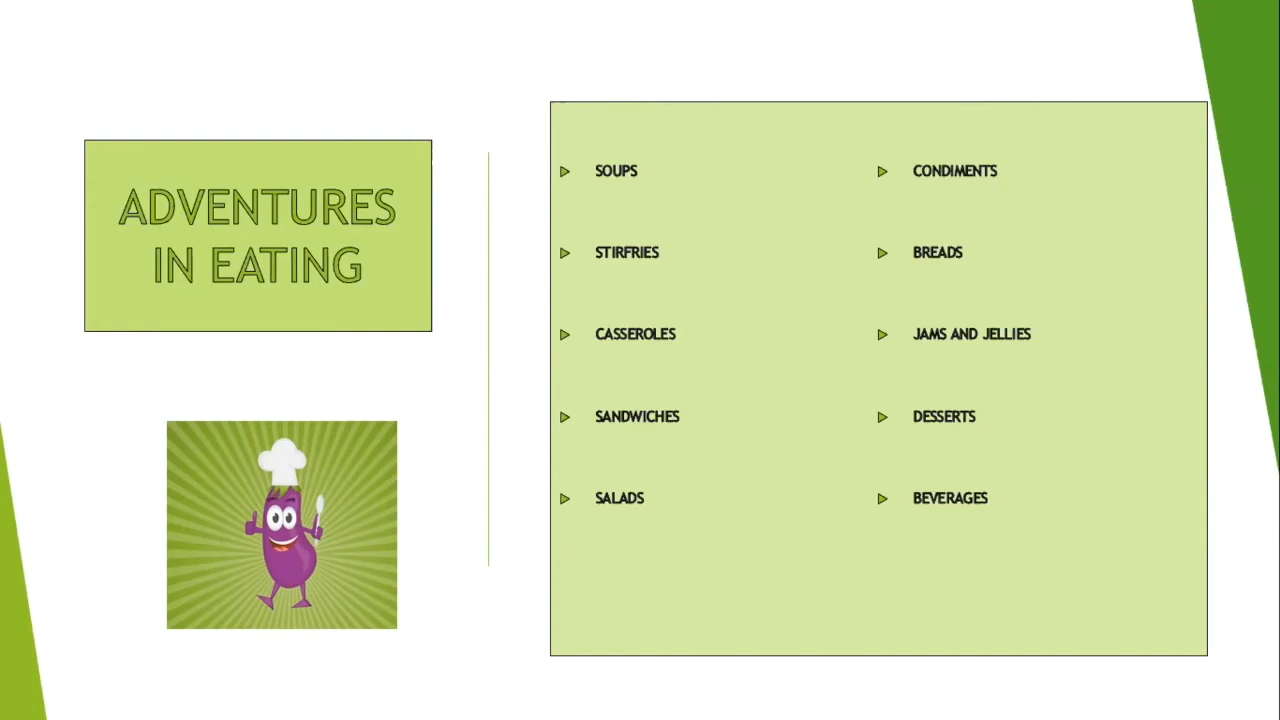 ADVENTURES
IN EATING
SOUPS
STIRFRIES
CASSEROLES
SANDWICHES
SALADS
CONDIMENTS
BREADS
JAMS AND JELLIES
DESSERTS
BEVERAGES